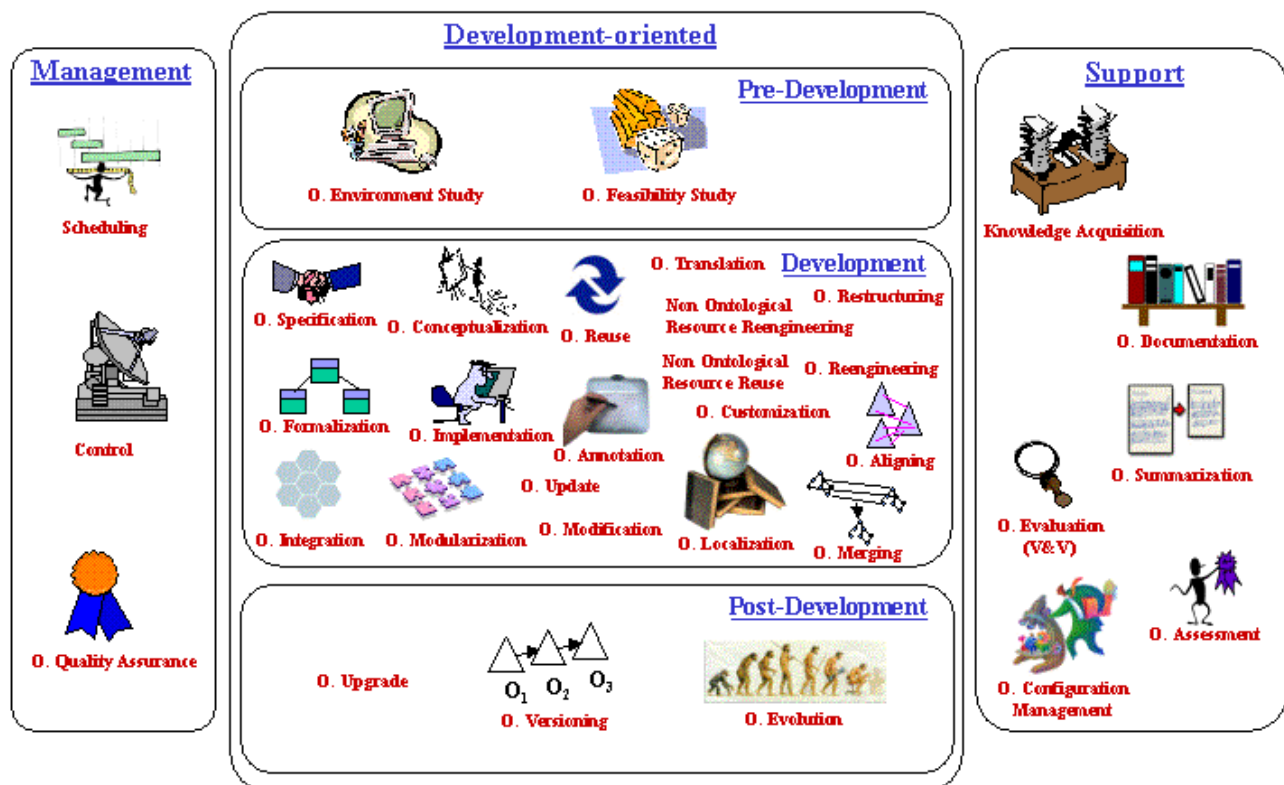 Management
Scheduling
Control
O. Quality Assurance
Development-oriented
Pre-Development
O. Environment Study
O. Feasibility Study
Development
O. Specification
O. Conceptualization
O. Reuse
O. Translation
Non Ontological
Resource Reengineering
O. Restructuring
Non Ontological
Resource Reuse
O. Reengineering
O. Formalization
O. Implementation
O. Annotation
O. Customization
O. Aligning
O. Integration
O. Modularization
O. Update
O. Modification
O. Localization
O. Merging
Post-Development
O. Upgrade
O1 O2 O3
O. Versioning
O. Evolution
Support
Knowledge Acquisition
O. Documentation
O. Summarization
O. Evaluation
(V&V)
O. Assessment
O. Configuration
Management